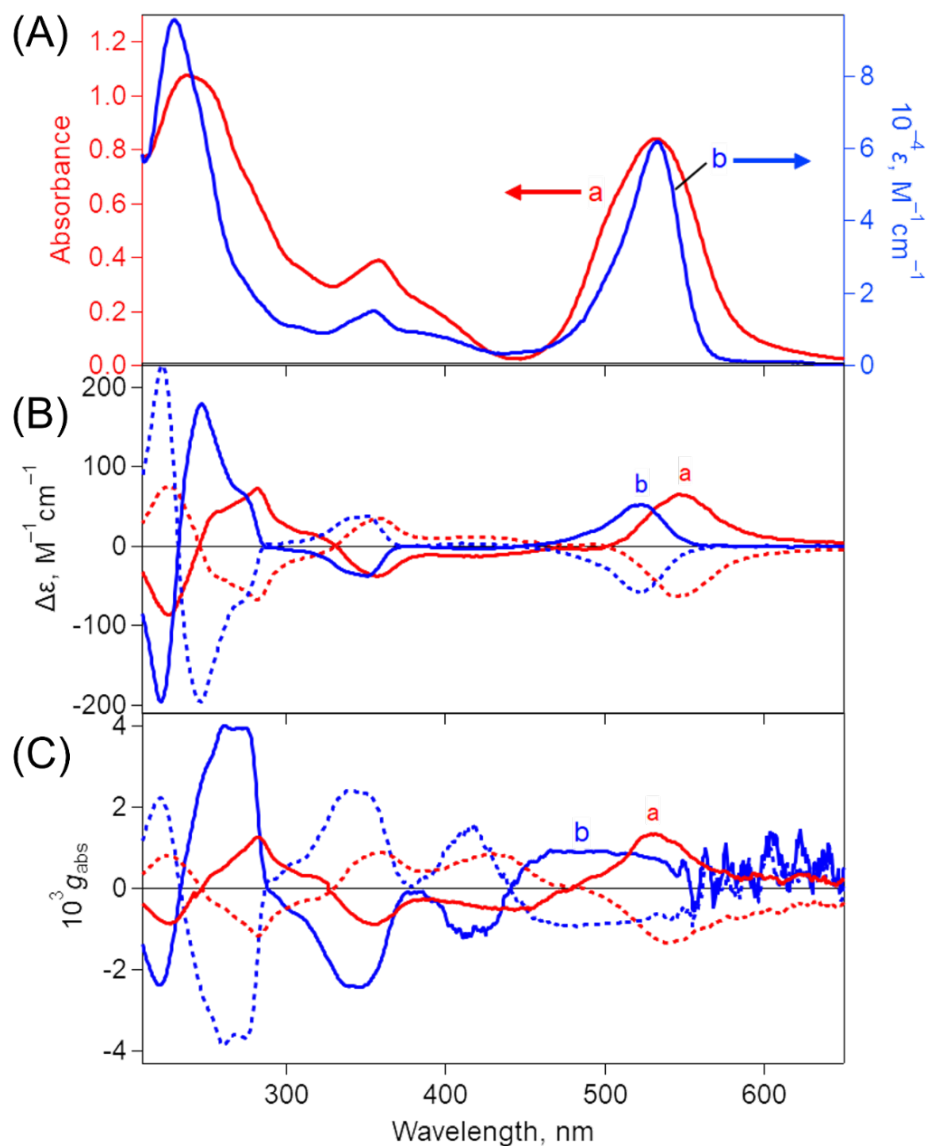 (A)
1.2
1.0
0.8
0.6
0.4
0.2
0.0
Absorbance
a
b
8
6
4
2
0
10⁻⁴ ε, M⁻¹cm⁻¹
(B)
200
100
0
-100
-200
Δε, M⁻¹cm⁻¹
b
a
(C)
4
2
0
-2
-4
10³ gabs
b
a
300
400
500
600
Wavelength, nm